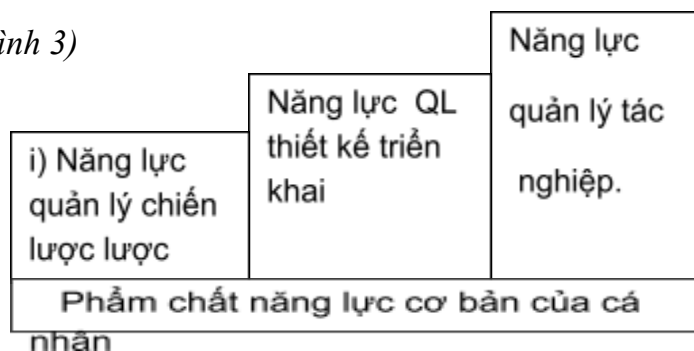 ình 3)
i) Năng lực
quản lý chiến
lược lược
Năng lực QL
thiết kế triển
khai
Năng lực
quản lý tác
nghiệp.
Phẩm chất năng lực cơ bản của cá
nhân